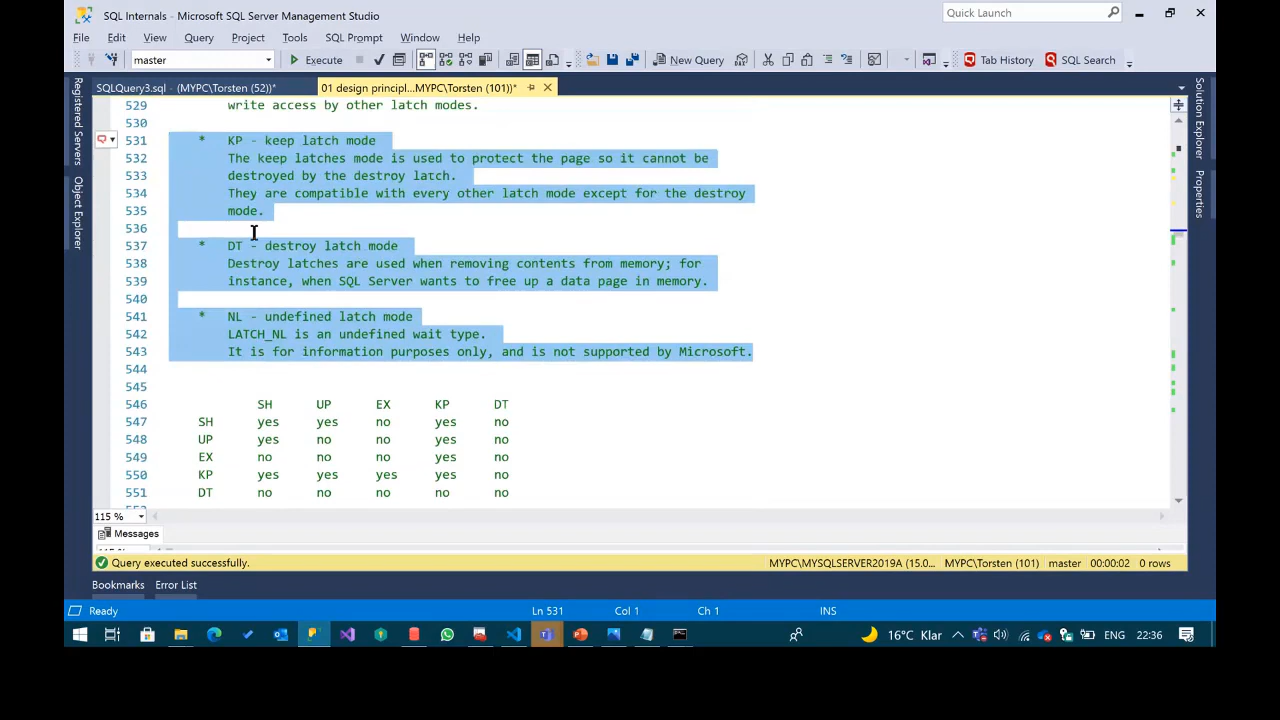 SQL Internals - Microsoft SQL Server Management Studio
Quick Launch
File Edit View Query Project Tools SQL Prompt Window Help
master Execute New Query Tab History SQL Search
SQLQuery3.sql - (MYPC\Torsten (52))* 01 design principl...MYPC\Torsten (101))*
Registered Servers
Object Explorer
Solution Explorer
Properties
529 write access by other latch modes.
530
531 * KP - keep latch mode
532 The keep latches mode is used to protect the page so it cannot be
533 destroyed by the destroy latch.
534 They are compatible with every other latch mode except for the destroy
535 mode.
536
537 * DT - destroy latch mode
538 Destroy latches are used when removing contents from memory; for
539 instance, when SQL Server wants to free up a data page in memory.
540
541 * NL - undefined latch mode
542 LATCH_NL is an undefined wait type.
543 It is for information purposes only, and is not supported by Microsoft.
544
545
546 SH UP EX KP DT
547 SH yes yes no yes no
548 UP yes no no yes no
549 EX no no no yes no
550 KP yes yes yes yes no
551 DT no no no no no
115 %
Messages
Query executed successfully. MYPC\MYSQLSERVER2019A (15.0... MYPC\Torsten (101) master 00:00:02 0 rows
Bookmarks Error List
Ready Ln 531 Col 1 Ch 1 INS
16°C Klar ENG 22:36